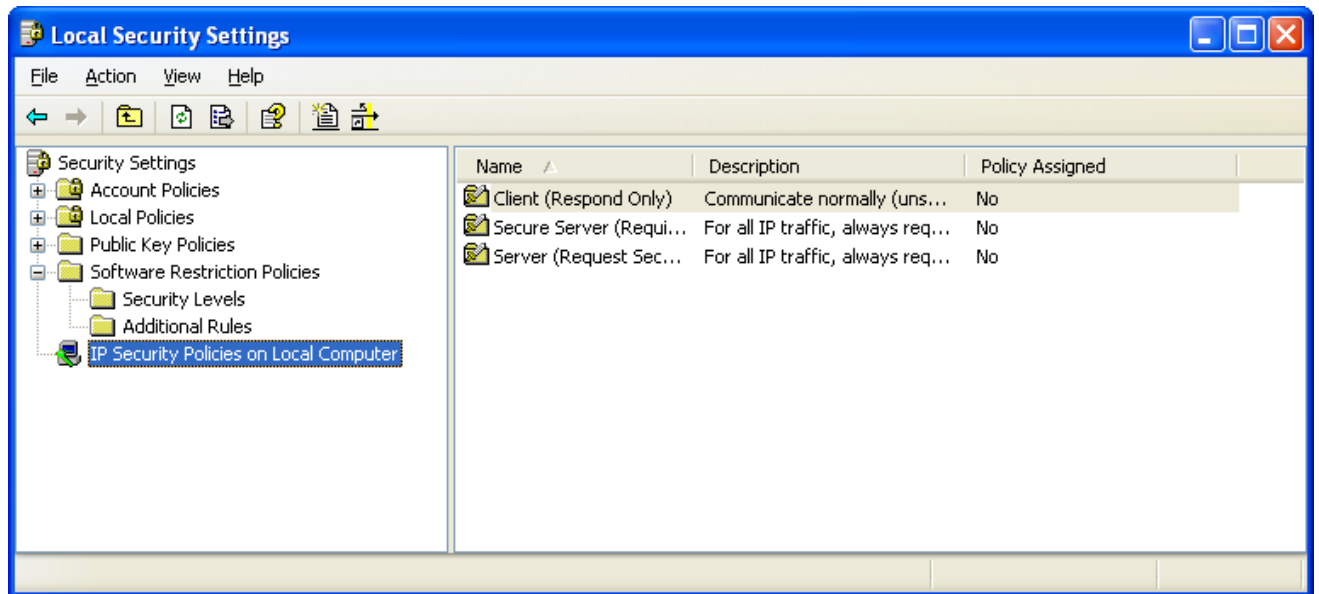 Local Security Settings
File Action View Help
Security Settings
Account Policies
Local Policies
Public Key Policies
Software Restriction Policies
Security Levels
Additional Rules
IP Security Policies on Local Computer
Name Description Policy Assigned
Client (Respond Only) Communicate normally (uns... No
Secure Server (Requi... For all IP traffic, always req... No
Server (Request Sec... For all IP traffic, always req... No